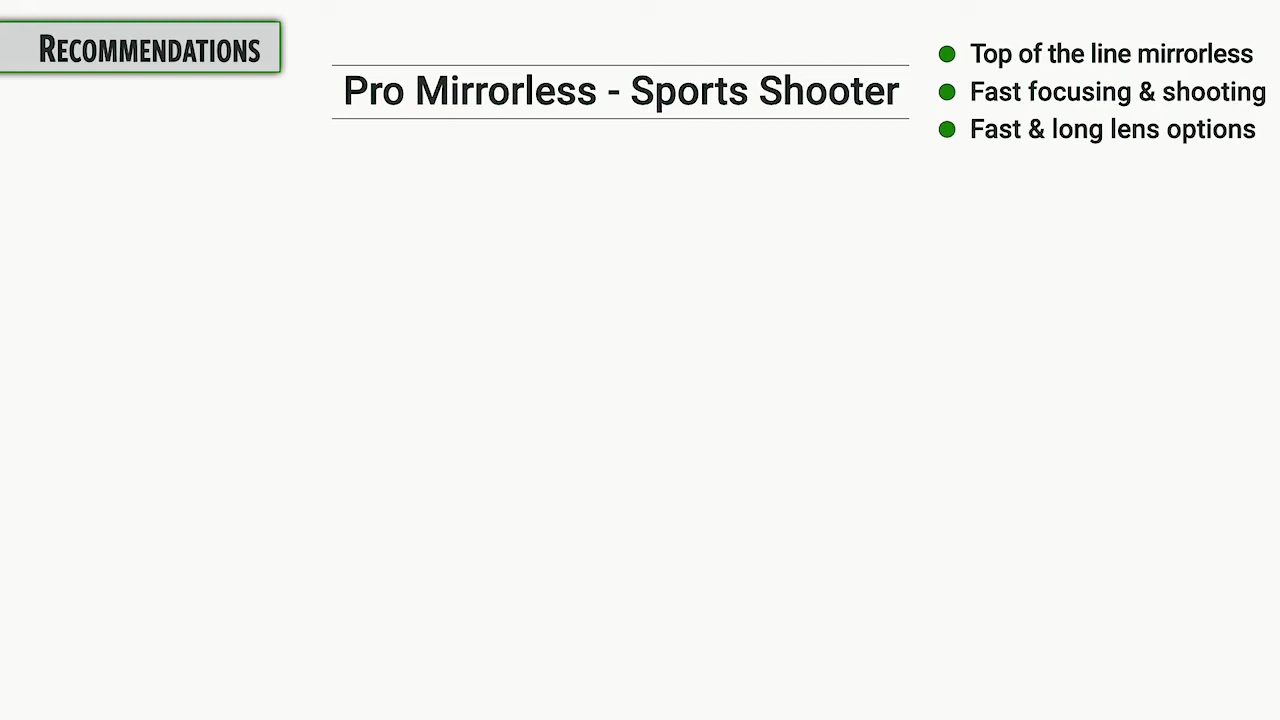 RECOMMENDATIONS
Pro Mirrorless - Sports Shooter
Top of the line mirrorless
Fast focusing & shooting
Fast & long lens options